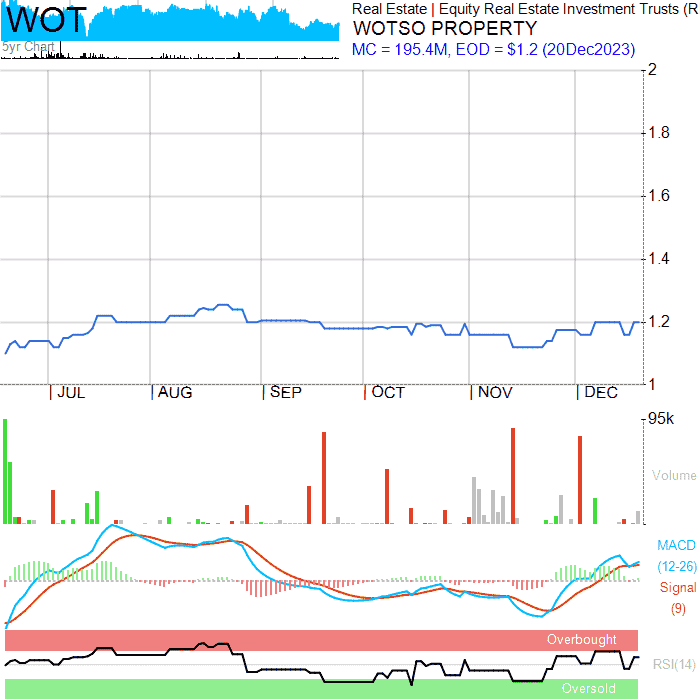 WOT
5yr Chart
Real Estate | Equity Real Estate Investment Trusts (R
WOTSO PROPERTY
MC = 195.4M, EOD = $1.2 (20Dec2023)
2
1.8
1.6
1.4
1.2
1
JUL AUG SEP OCT NOV DEC
95k
Volume
MACD
(12-26)
Signal
(9)
Overbought
RSI(14)
Oversold